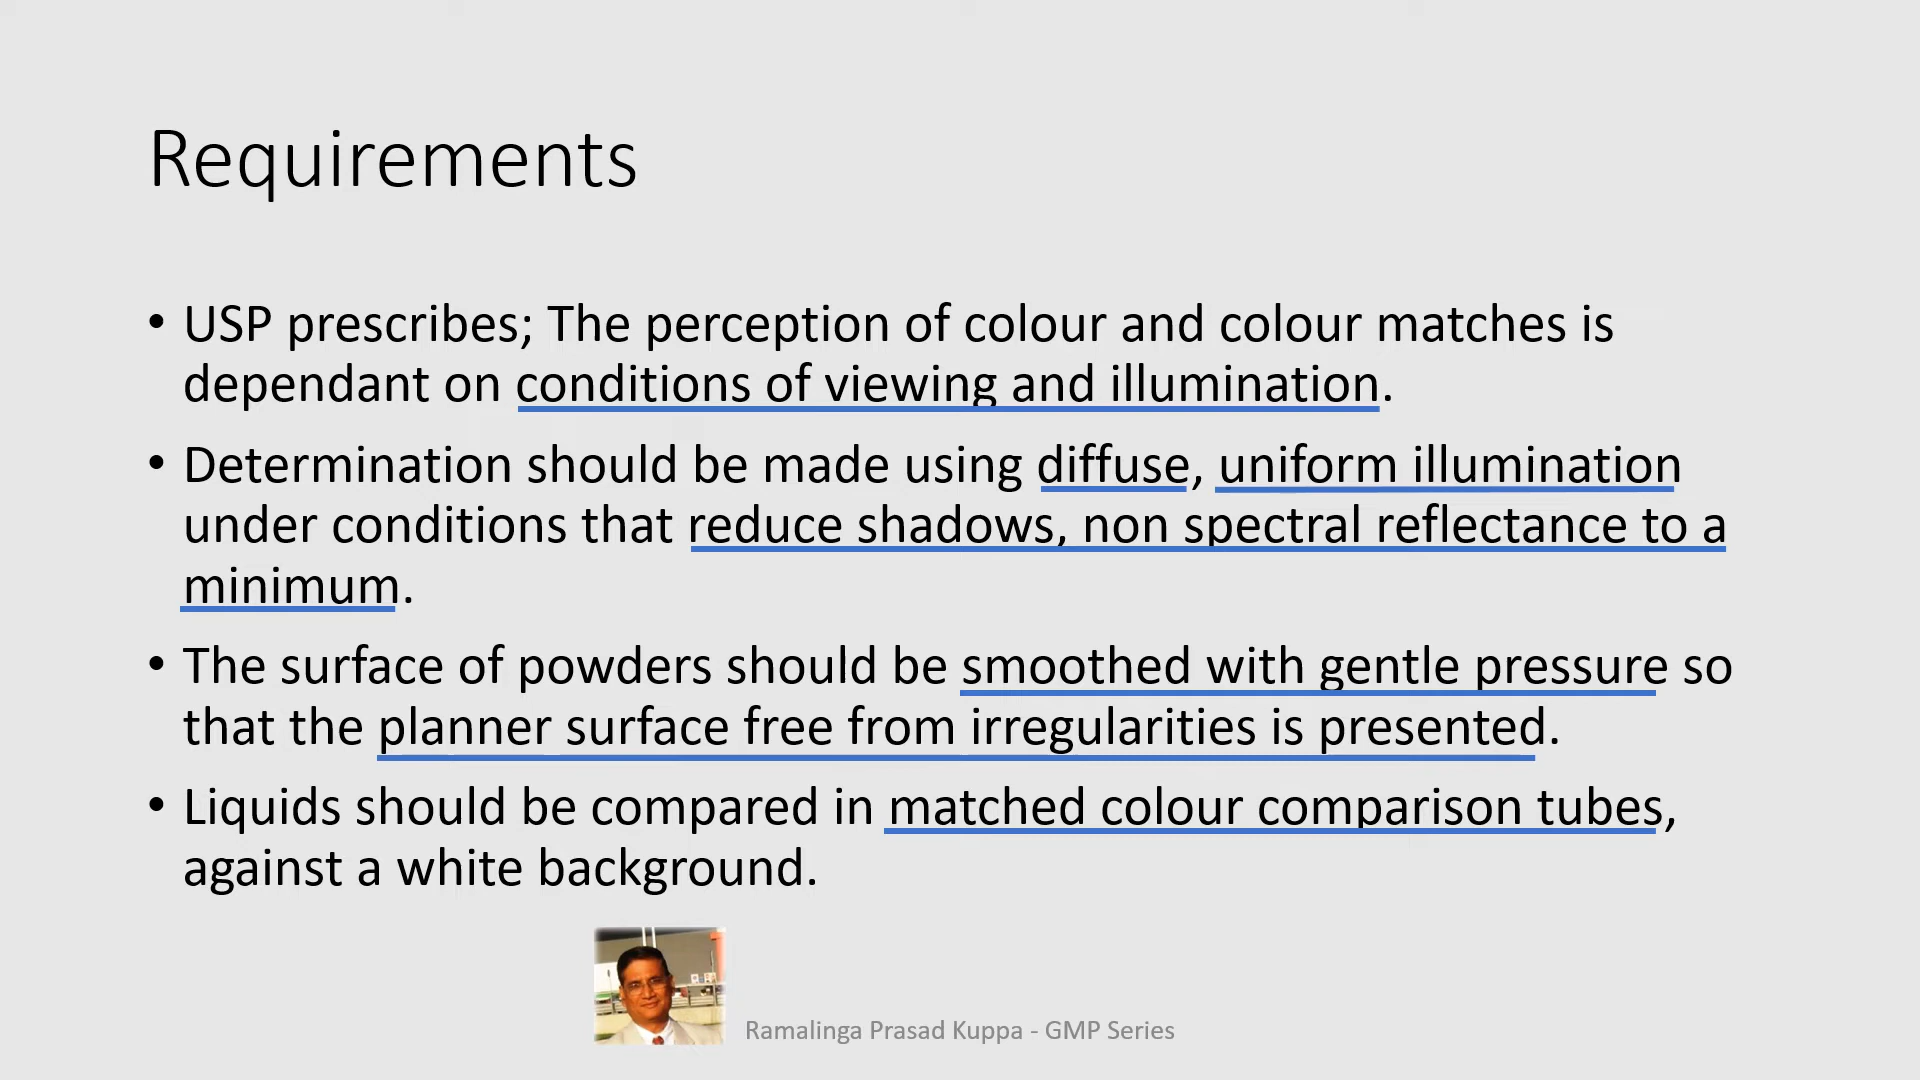 Requirements
• USP prescribes; The perception of colour and colour matches is
dependant on conditions of viewing and illumination.
• Determination should be made using diffuse, uniform illumination
under conditions that reduce shadows, non spectral reflectance to a
minimum.
• The surface of powders should be smoothed with gentle pressure so
that the planner surface free from irregularities is presented.
• Liquids should be compared in matched colour comparison tubes,
against a white background.
Ramalinga Prasad Kuppa - GMP Series